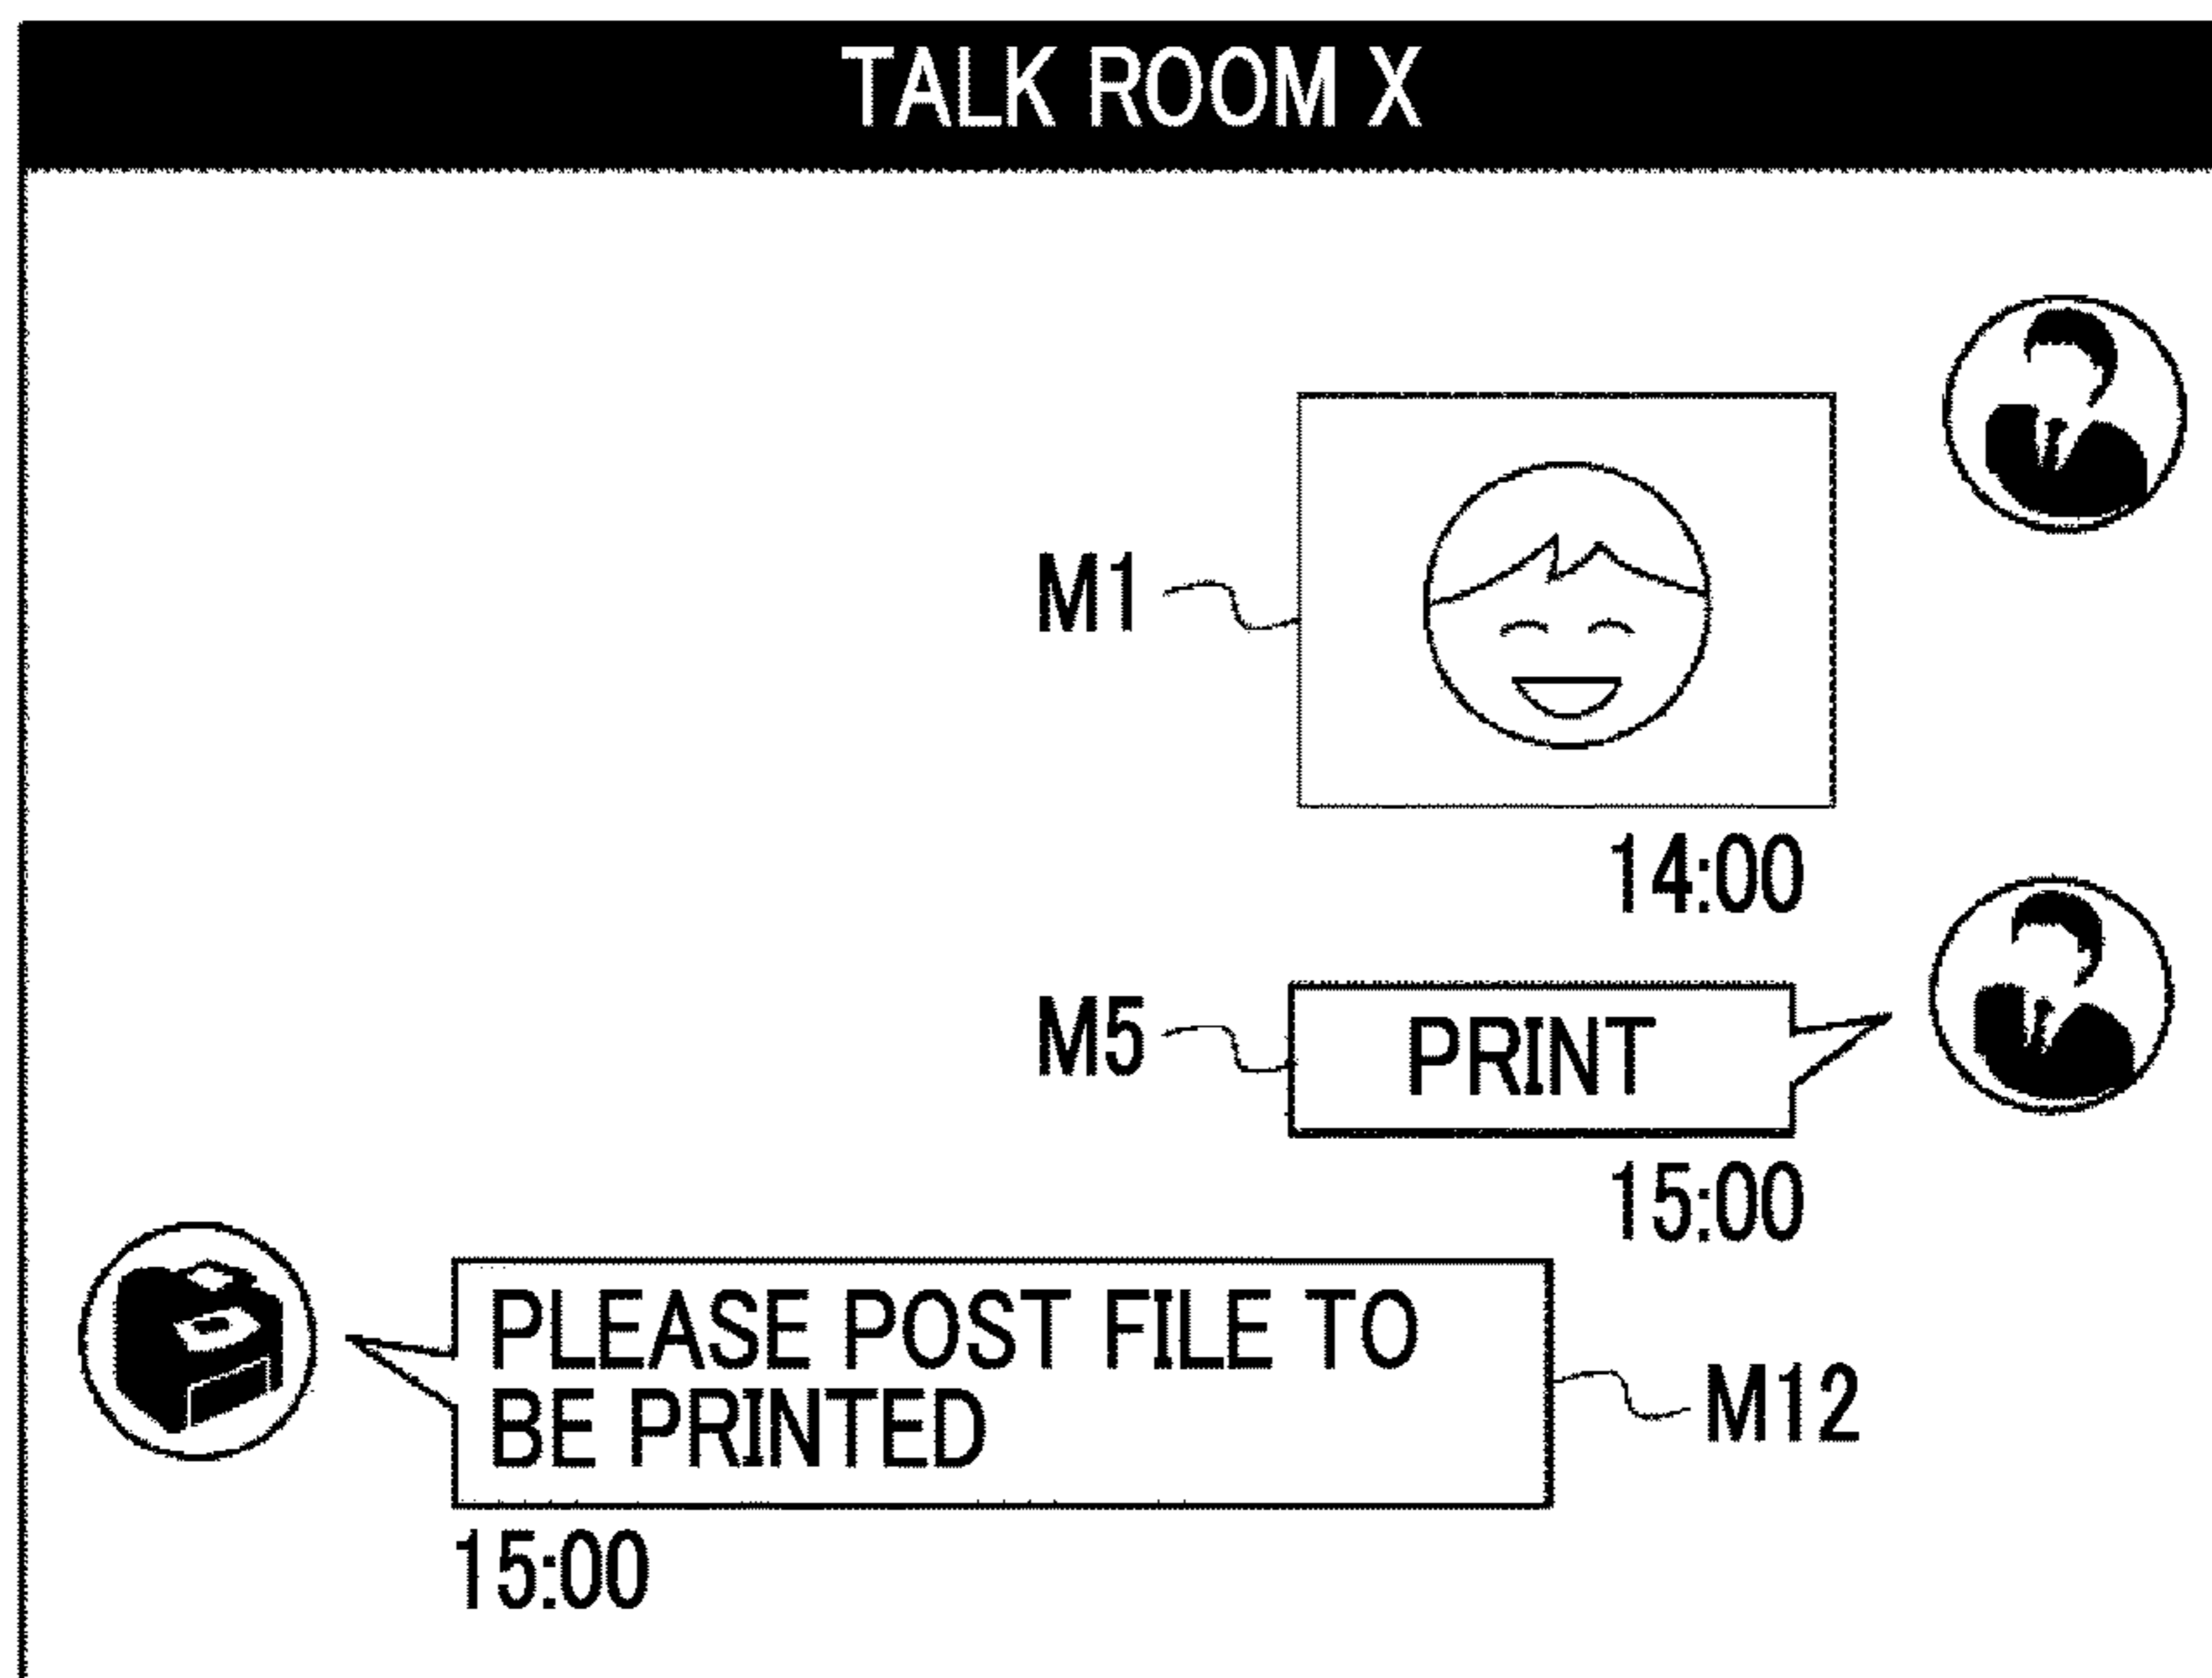 TALK ROOM X
M1
14:00
M5
PRINT
15:00
PLEASE POST FILE TO
BE PRINTED
M12
15:00